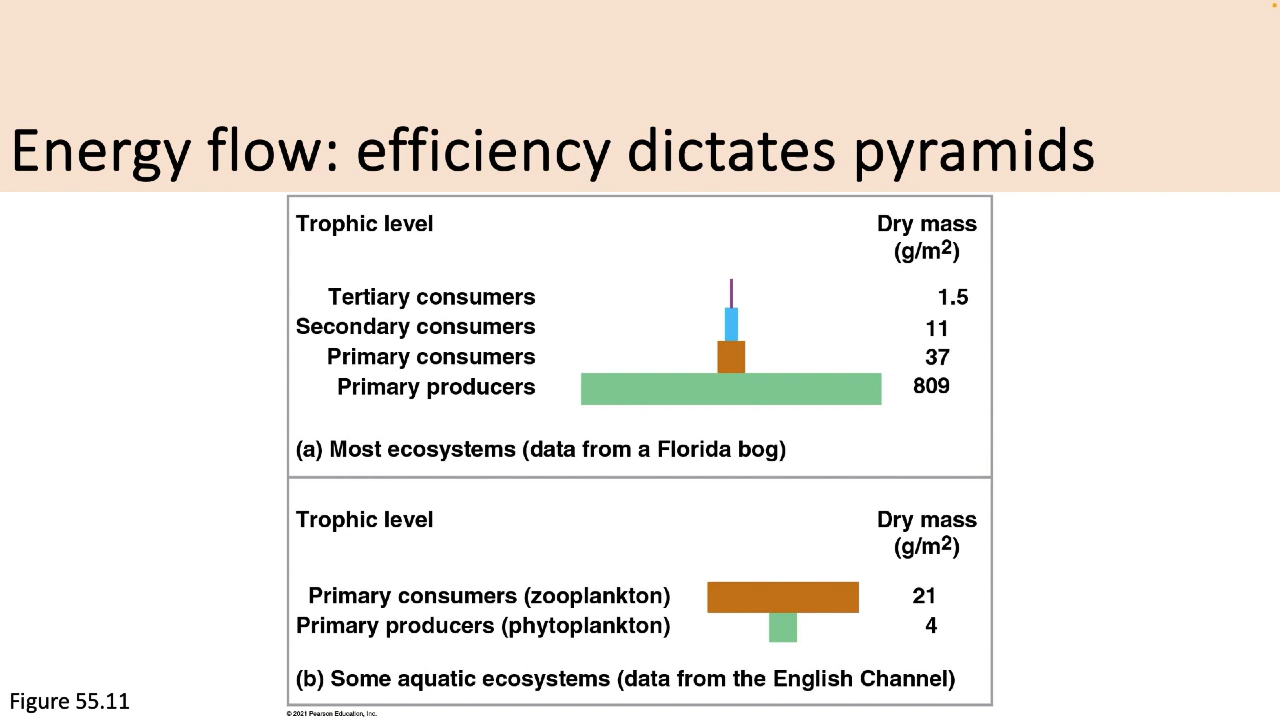 Energy flow: efficiency dictates pyramids
Trophic level Dry mass
(g/m2)
Tertiary consumers 1.5
Secondary consumers 11
Primary consumers 37
Primary producers 809
(a) Most ecosystems (data from a Florida bog)
Trophic level Dry mass
(g/m2)
Primary consumers (zooplankton) 21
Primary producers (phytoplankton) 4
(b) Some aquatic ecosystems (data from the English Channel)
Figure 55.11
© 2021 Pearson Education, Inc.